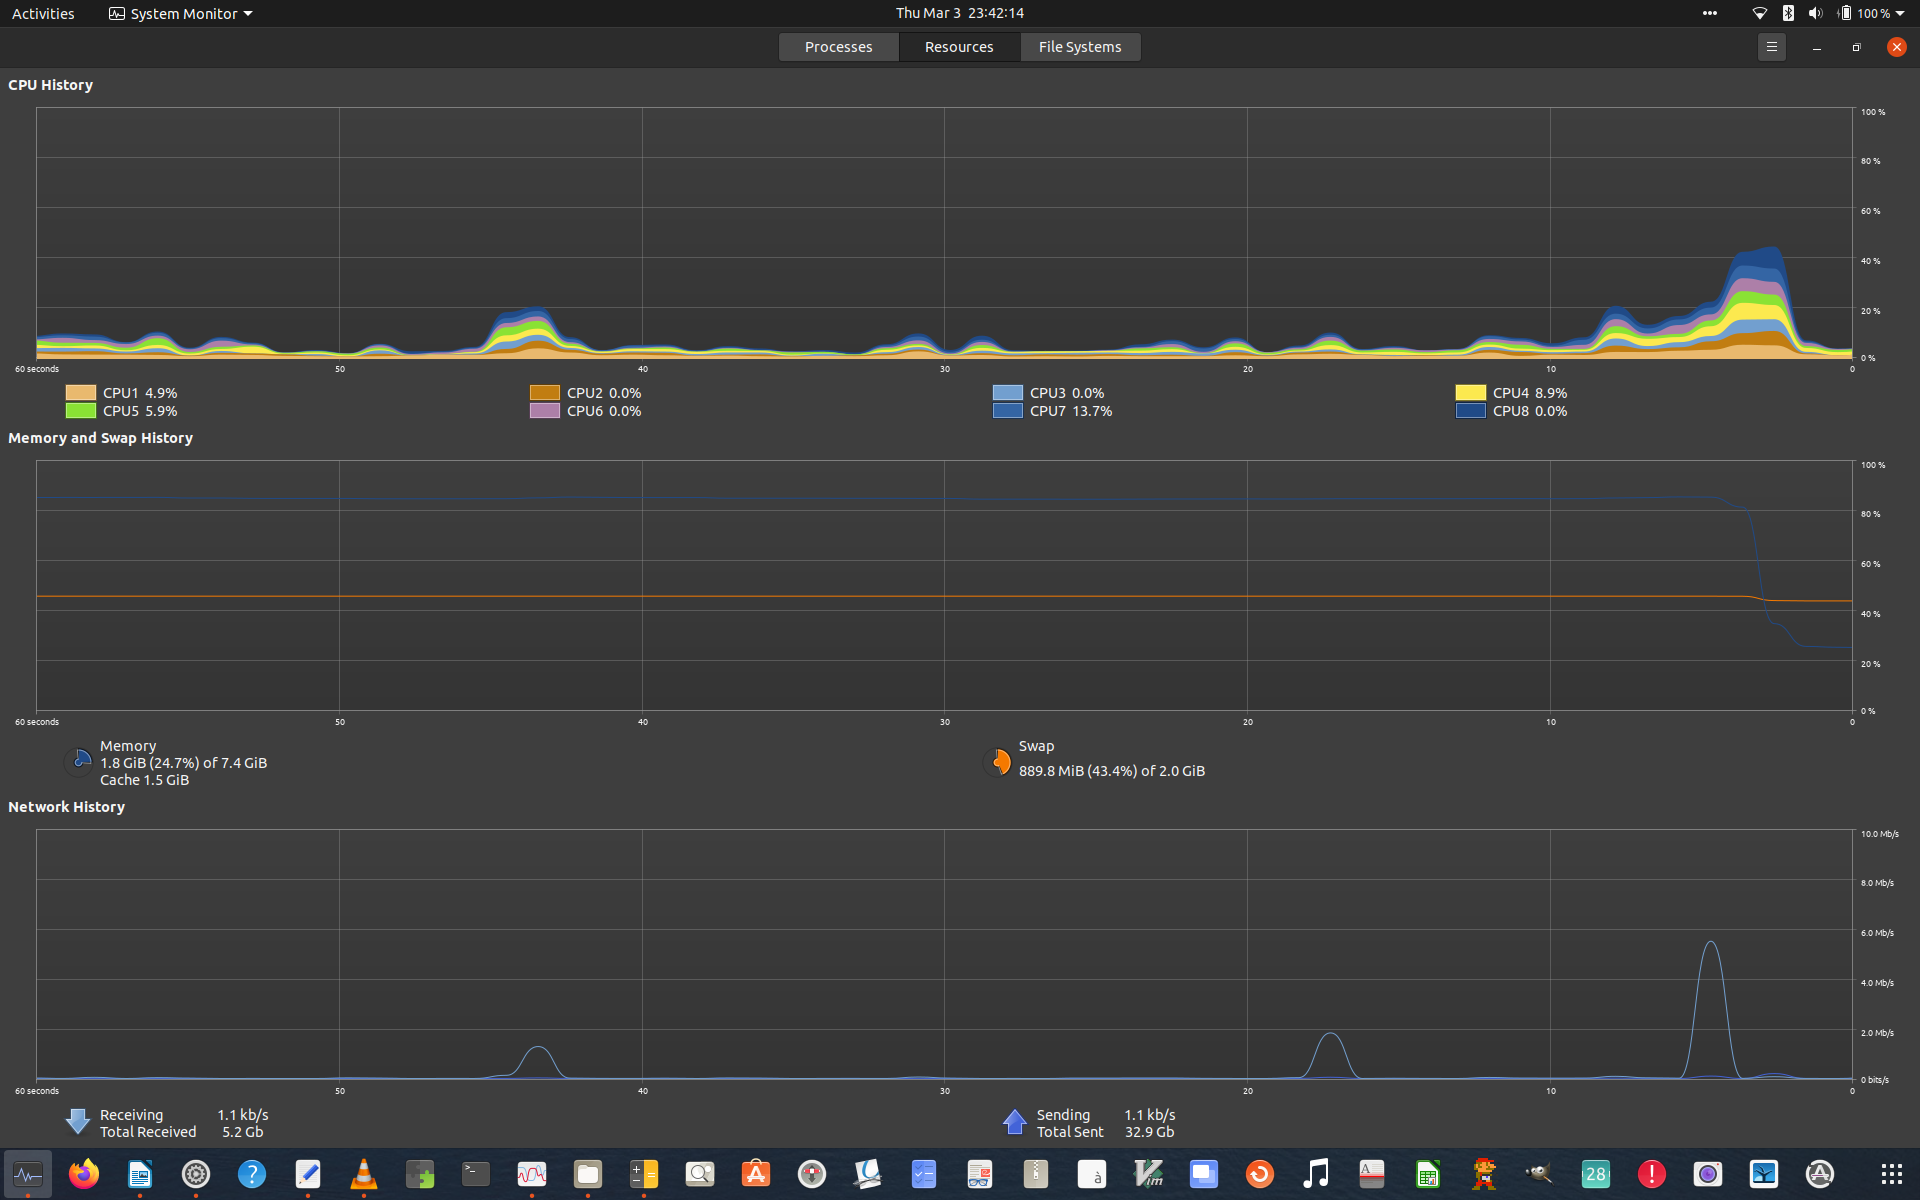 Activities System Monitor Thu Mar 3 23:42:14 100 %
Processes Resources File Systems
CPU History
100 %
80 %
60 %
40 %
20 %
0 %
60 seconds 50 40 30 20 10 0
CPU1 4.9% CPU2 0.0% CPU3 0.0% CPU4 8.9%
CPU5 5.9% CPU6 0.0% CPU7 13.7% CPU8 0.0%
Memory and Swap History
100 %
80 %
60 %
40 %
20 %
0 %
60 seconds 50 40 30 20 10 0
Memory
1.8 GiB (24.7%) of 7.4 GiB
Cache 1.5 GiB
Swap
889.8 MiB (43.4%) of 2.0 GiB
Network History
10.0 Mb/s
8.0 Mb/s
6.0 Mb/s
4.0 Mb/s
2.0 Mb/s
0 bits/s
60 seconds 50 40 30 20 10 0
Receiving 1.1 kb/s
Total Received 5.2 Gb
Sending 1.1 kb/s
Total Sent 32.9 Gb
? >_ à Vim A 28 !